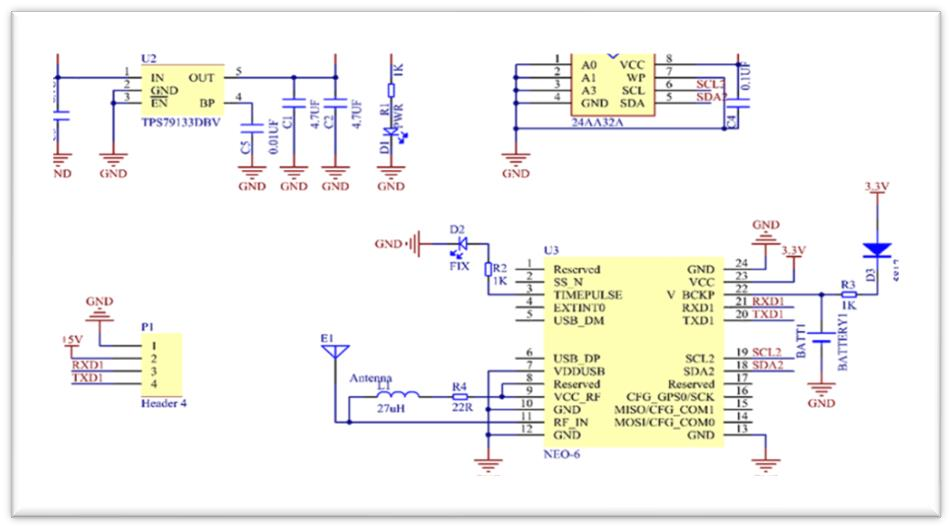 U2
1 IN OUT 5
2 GND
3 EN BP 4
TPS79133DBV
C5
0.01UF
C1
4.7UF
C2
4.7UF
1K
R1
PWR
D1
ND
GND
GND
GND
GND
GND
1 A0 VCC 8
2 A1 WP 7
3 A3 SCL 6 SCL2
4 GND SDA 5 SDA2
24AA32A
0.1UF
C4
GND
3.3V
D3
GND
3.3V
GND
D2
FIX
R2
1K
U3
1 Reserved GND 24
2 SS_N VCC 23
3 TIMEPULSE V_BCKP 22
4 EXTINT0 RXD1 21 RXD1
5 USB_DM TXD1 20 TXD1
6 USB_DP SCL2 19 SCL2
7 VDDUSB SDA2 18 SDA2
8 Reserved Reserved 17
9 VCC_RF CFG_GPS0/SCK 16
10 GND MISO/CFG_COM1 15
11 RF_IN MOSI/CFG_COM0 14
12 GND GND 13
NEO-6
R3
1K
BATT1
BATTERY1
GND
GND
+5V
RXD1
TXD1
P1
1
2
3
4
Header 4
E1
Antenna
L1
27uH
R4
22R